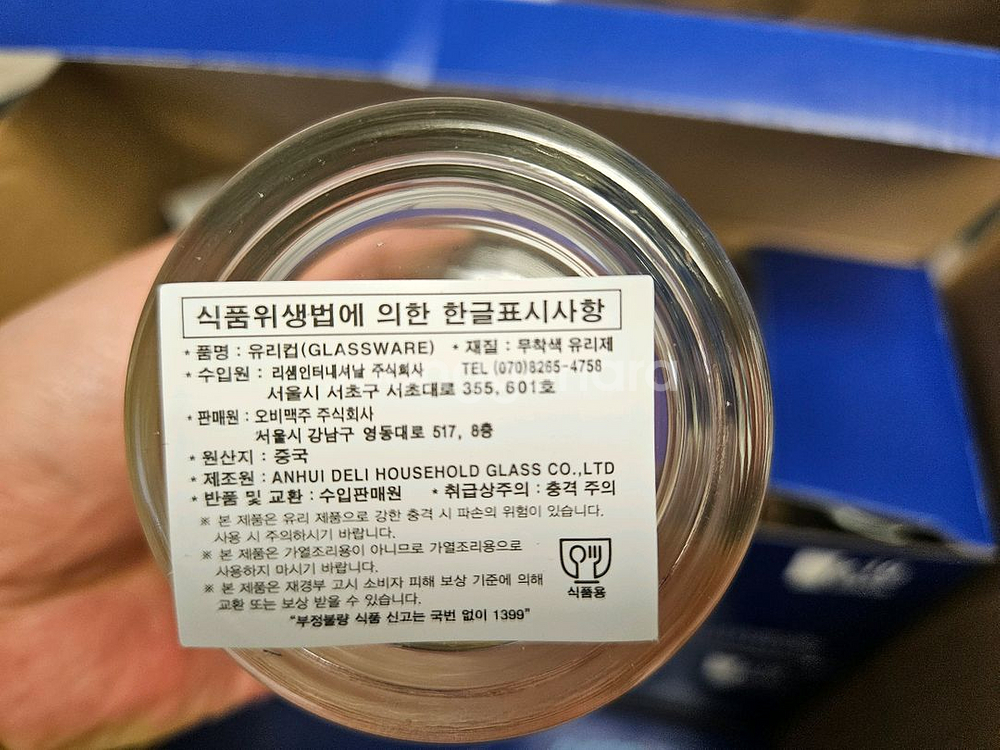 식품위생법에 의한 한글표시사항
* 품명 : 유리컵(GLASSWARE) * 재질 : 무착색 유리제
* 수입원 : 리샘인터내셔날 주식회사 TEL (070)8265-4758
서울시 서초구 서초대로 355, 601호
* 판매원 : 오비맥주 주식회사
서울시 강남구 영동대로 517, 8층
* 원산지 : 중국
* 제조원 : ANHUI DELI HOUSEHOLD GLASS CO.,LTD
* 반품 및 교환 : 수입판매원 * 취급상주의 : 충격 주의
※ 본 제품은 유리 제품으로 강한 충격 시 파손의 위험이 있습니다.
사용 시 주의하시기 바랍니다.
※ 본 제품은 가열조리용이 아니므로 가열조리용으로
사용하지 마시기 바랍니다.
※ 본 제품은 재경부 고시 소비자 피해 보상 기준에 의해
교환 또는 보상 받을 수 있습니다.
식품용
"부정불량 식품 신고는 국번 없이 1399"